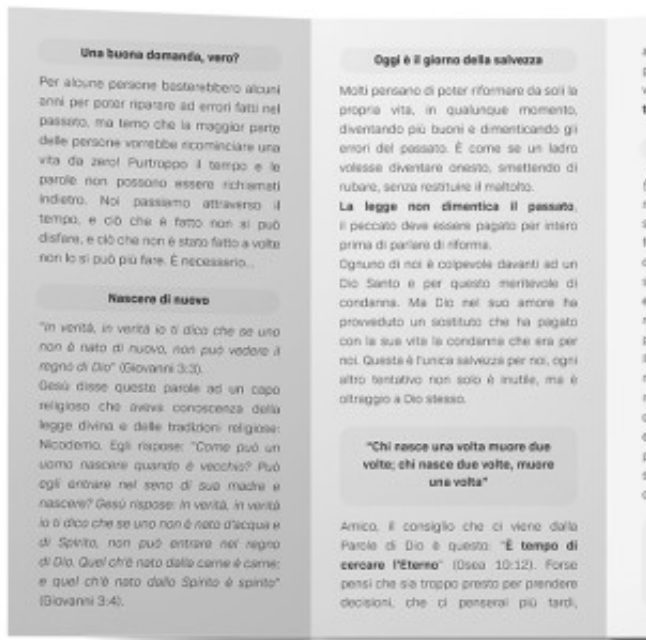 Una buona domanda, vero?
Per alcune persone basterebbero alcuni
anni per poter riparare ad errori fatti nel
passato, ma temo che la maggior parte
delle persone vorrebbe ricominciare una
vita da zero! Purtroppo il tempo e le
parole non possono essere richiamati
indietro. Noi passiamo attraverso il
tempo, e ciò che è fatto non si può
disfare, e ciò che non è stato fatto a volte
non lo si può più fare. È necessario...
Nascere di nuovo
"In verità, in verità io ti dico che se uno
non è nato di nuovo, non può vedere il
regno di Dio" (Giovanni 3:3).
Gesù disse queste parole ad un capo
religioso che aveva conoscenza della
legge divina e delle tradizioni religiose:
Nicodemo. Egli rispose: "Come può un
uomo nascere quando è vecchio? Può
egli entrare nel seno di sua madre e
nascere? Gesù rispose: In verità, in verità
io ti dico che se uno non è nato d'acqua e
di Spirito, non può entrare nel regno
di Dio. Quel ch'è nato dalla carne è carne;
e quel ch'è nato dallo Spirito è spirito"
(Giovanni 3:4).
Oggi è il giorno della salvezza
Molti pensano di poter riformare da soli la
propria vita, in qualunque momento,
diventando più buoni e dimenticando gli
errori del passato. È come se un ladro
volesse diventare onesto, smettendo di
rubare, senza restituire il maltolto.
La legge non dimentica il passato,
il peccato deve essere pagato per intero
prima di parlare di riforma.
Ognuno di noi è colpevole davanti ad un
Dio Santo e per questo meritevole di
condanna. Ma Dio nel suo amore ha
provveduto un sostituto che ha pagato
con la sua vita la condanna che era per
noi. Questa è l'unica salvezza per noi, ogni
altro tentativo non solo è inutile, ma è
oltraggio a Dio stesso.
"Chi nasce una volta muore due
volte; chi nasce due volte, muore
una volta"
Amico, il consiglio che ci viene dalla
Parola di Dio è questo: "È tempo di
cercare l'Eterno" (Osea 10:12). Forse
pensi che sia troppo presto per prendere
decisioni, che ci penserai più tardi,